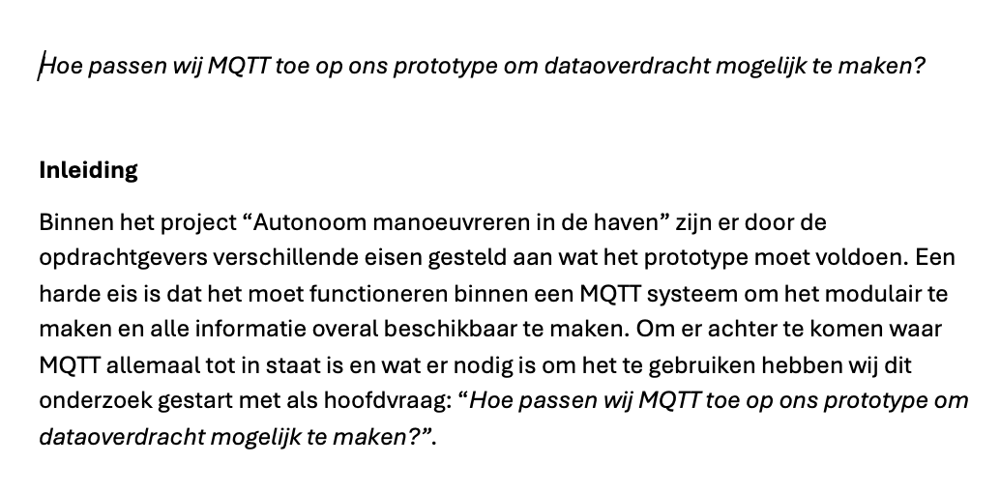 Hoe passen wij MQTT toe op ons prototype om dataoverdracht mogelijk te maken?
Inleiding
Binnen het project “Autonoom manoeuvreren in de haven” zijn er door de
opdrachtgevers verschillende eisen gesteld aan wat het prototype moet voldoen. Een
harde eis is dat het moet functioneren binnen een MQTT systeem om het modulair te
maken en alle informatie overal beschikbaar te maken. Om er achter te komen waar
MQTT allemaal tot in staat is en wat er nodig is om het te gebruiken hebben wij dit
onderzoek gestart met als hoofdvraag: “Hoe passen wij MQTT toe op ons prototype om
dataoverdracht mogelijk te maken?”.